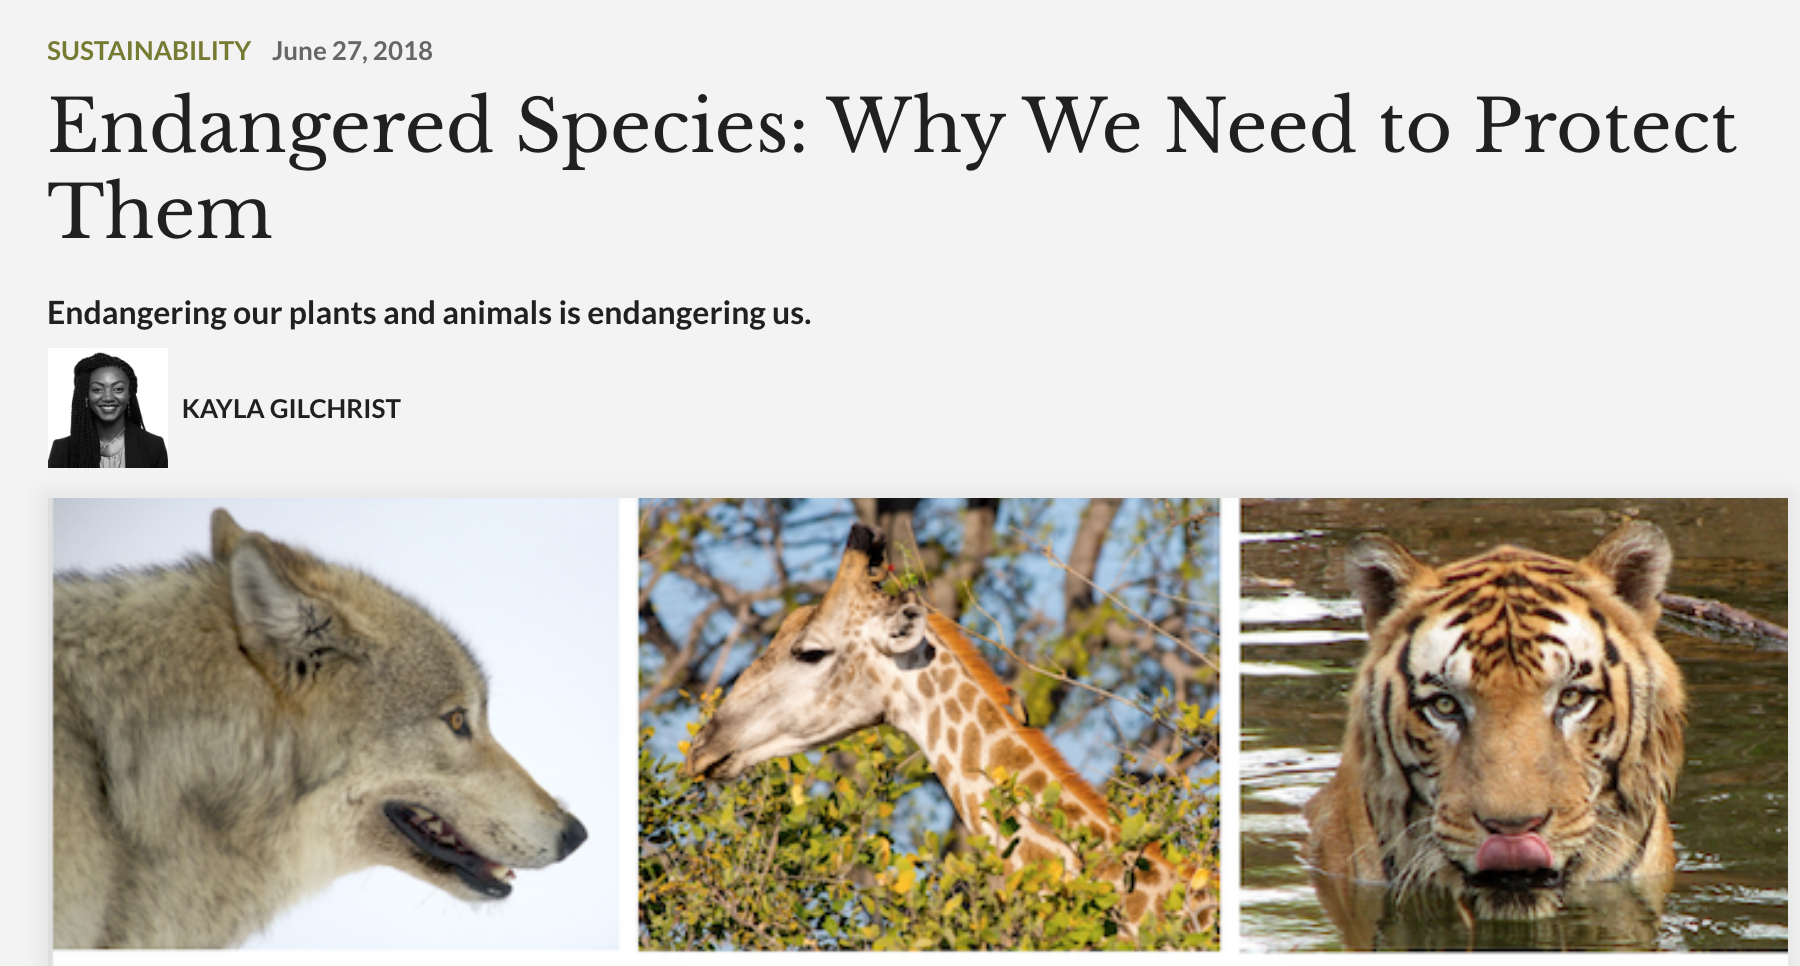 SUSTAINABILITY June 27, 2018
Endangered Species: Why We Need to Protect
Them
Endangering our plants and animals is endangering us.
KAYLA GILCHRIST